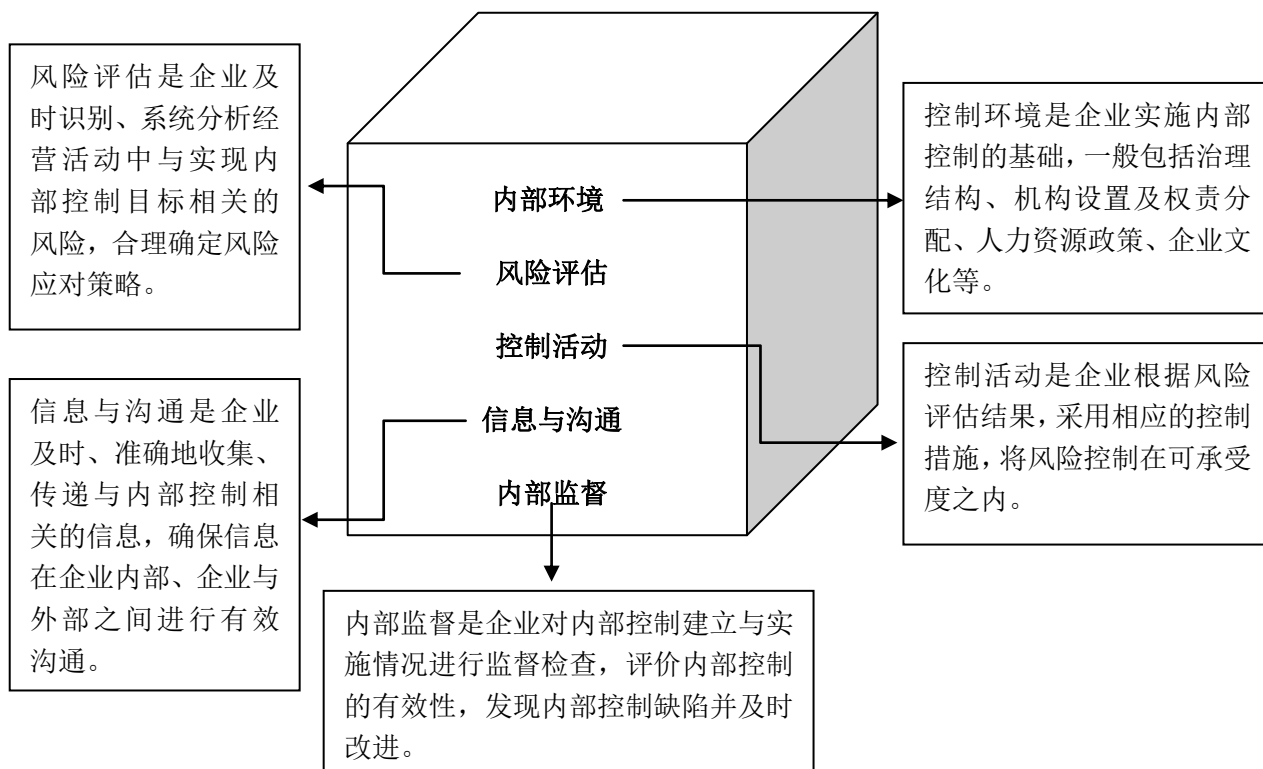 风险评估是企业及
时识别、系统分析经
营活动中与实现内
部控制目标相关的
风险，合理确定风险
应对策略。
信息与沟通是企业
及时、准确地收集、
传递与内部控制相
关的信息，确保信息
在企业内部、企业与
外部之间进行有效
沟通。
内部环境
风险评估
控制活动
信息与沟通
内部监督
控制环境是企业实施内部
控制的基础，一般包括治理
结构、机构设置及权责分
配、人力资源政策、企业文
化等。
控制活动是企业根据风险
评估结果，采用相应的控制
措施，将风险控制在可承受
度之内。
内部监督是企业对内部控制建立与实
施情况进行监督检查，评价内部控制
的有效性，发现内部控制缺陷并及时
改进。